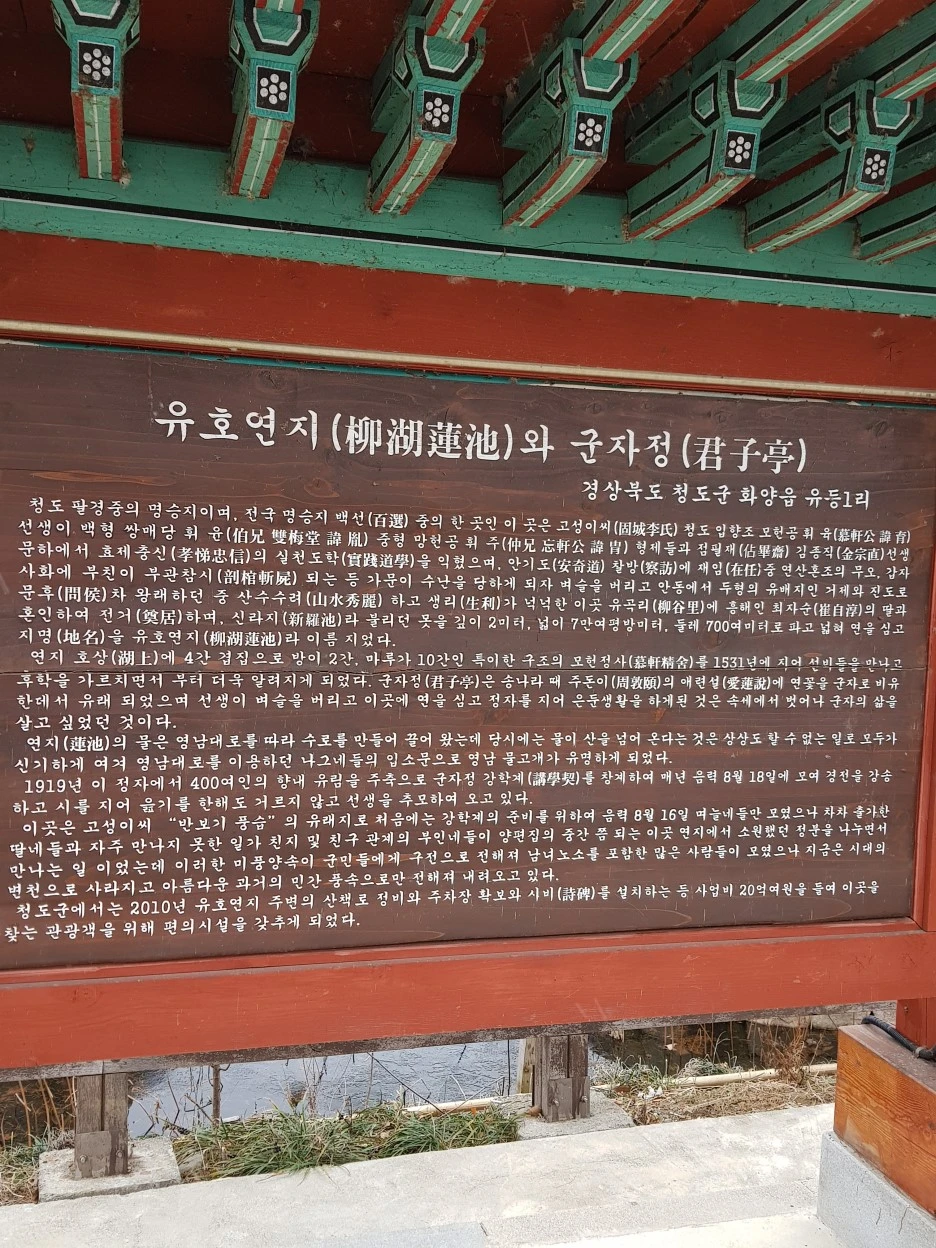 유호연지(柳湖蓮池)와 군자정(君子亭)
경상북도 청도군 화양읍 유등1리
청도 팔경중의 명승지이며, 전국 명승지 백선(百選) 중의 한 곳인 이 곳은 고성이씨(固城李氏) 청도 입향조 모헌공 휘 육(慕軒公 諱 育)
선생이 백형 쌍매당 휘 윤(伯兄 雙梅堂 諱 胤) 중형 망헌공 휘 주(仲兄 忘軒公 諱 胄) 형제들과 점필재(佔畢齋) 김종직(金宗直)선생
문하에서 효제충신(孝悌忠信)의 실천도학(實踐道學)을 익혔으며, 안기도(安奇道) 찰방(察訪)에 재임(在任)중 연산혼조의 무오, 갑자
사화에 부친이 부관참시(剖棺斬屍) 되는 등 가문이 수난을 당하게 되자 벼슬을 버리고 안동에서 두형의 유배지인 거제와 진도로
문후(問侯)차 왕래하던 중 산수수려(山水秀麗) 하고 생리(生利)가 넉넉한 이곳 유곡리(柳谷里)에 흥해인 최자순(崔自淳)의 딸과
혼인하여 전거(奠居)하며, 신라지(新羅池)라 불리던 못을 깊이 2미터, 넓이 7만여평방미터, 둘레 700여미터로 파고 넓혀 연을 심고
지명(地名)을 유호연지(柳湖蓮池)라 이름 지었다.
연지 호상(湖上)에 4간 겹집으로 방이 2간, 마루가 10간인 특이한 구조의 모헌정사(慕軒精舍)를 1531년에 지어 선비들을 만나고
후학을 가르치면서 부터 더욱 알려지게 되었다. 군자정(君子亭)은 송나라 때 주돈이(周敦頤)의 애련설(愛蓮說)에 연꽃을 군자로 비유
한데서 유래 되었으며 선생이 벼슬을 버리고 이곳에 연을 심고 정자를 지어 은둔생활을 하게된 것은 속세에서 벗어나 군자의 삶을
살고 싶었던 것이다.
연지(蓮池)의 물은 영남대로를 따라 수로를 만들어 끌어 왔는데 당시에는 물이 산을 넘어 온다는 것은 상상도 할 수 없는 일로 모두가
신기하게 여겨 영남대로를 이용하던 나그네들의 입소문으로 영남 물고개가 유명하게 되었다.
1919년 이 정자에서 400여인의 향내 유림을 주축으로 군자정 강학계(講學契)를 창계하여 매년 음력 8월 18일에 모여 경전을 강송
하고 시를 지어 읊기를 한해도 거르지 않고 선생을 추모하여 오고 있다.
이곳은 고성이씨 “반보기 풍습”의 유래지로 처음에는 강학계의 준비를 위하여 음력 8월 16일 며늘네들만 모였으나 차차 출가한
딸네들과 자주 만나지 못한 일가 친지 및 친구 관계의 부인네들이 양편집의 중간 쯤 되는 이곳 연지에서 소원했던 정분을 나누면서
만나는 일 이었는데 이러한 미풍양속이 군민들에게 구전으로 전해져 남녀노소를 포함한 많은 사람들이 모였으나 지금은 시대의
변천으로 사라지고 아름다운 과거의 민간 풍속으로만 전해져 내려오고 있다.
청도군에서는 2010년 유호연지 주변의 산책로 정비와 주차장 확보와 시비(詩碑)를 설치하는 등 사업비 20억여원을 들여 이곳을
찾는 관광객을 위해 편의시설을 갖추게 되었다.